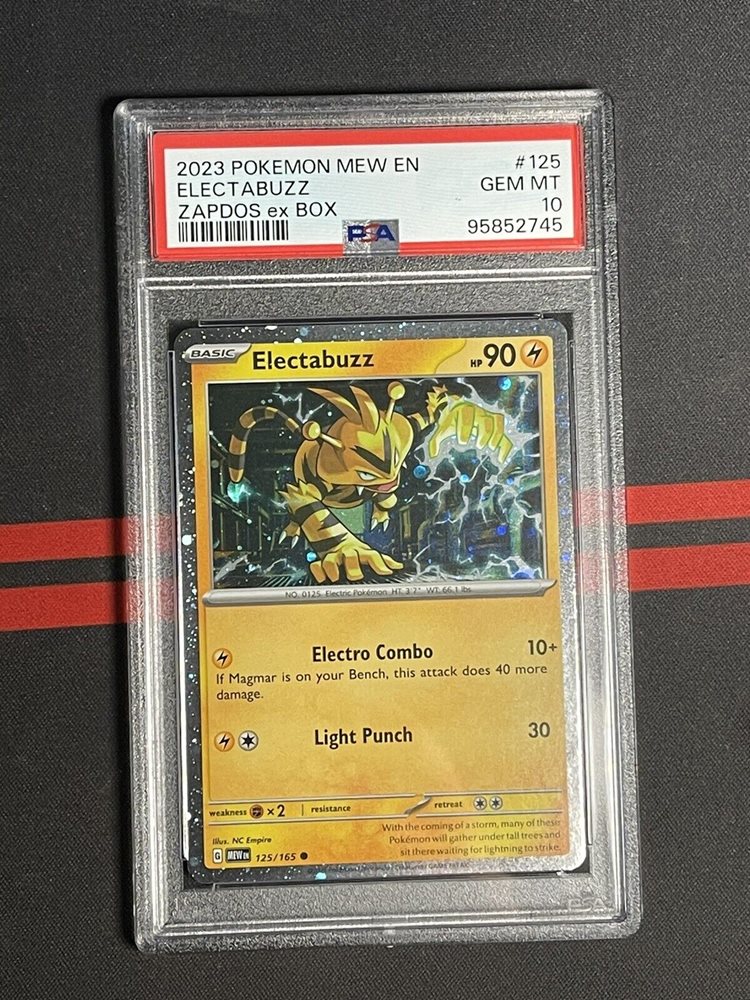 2023 POKEMON MEW EN #125
ELECTABUZZ GEM MT
ZAPDOS ex BOX 10
PSA 95852745
BASIC Electabuzz HP 90
NO. 0125 Electric Pokémon HT: 3'7" WT: 66.1 lbs
Electro Combo 10+
If Magmar is on your Bench, this attack does 40 more
damage.
Light Punch 30
weakness ×2 resistance retreat
Illus. NC Empire
With the coming of a storm, many of these
Pokémon will gather under tall trees and
sit there waiting for lightning to strike.
G MEW EN 125/165
PSA